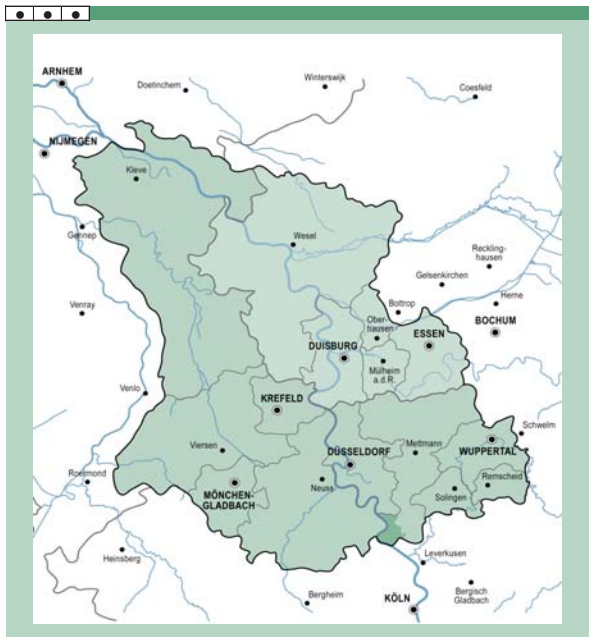 ARNHEM
Doetinchem
Winterswijk
Coesfeld
NIJMEGEN
Kleve
Gennep
Wesel
Reckling-
hausen
Gelsenkirchen
Herne
Bottrop
Venray
Ober-
hausen
ESSEN
BOCHUM
DUISBURG
Mülheim
a.d.R.
Venlo
KREFELD
Viersen
DÜSSELDORF
Mettmann
Schwelm
WUPPERTAL
Roermond
MÖNCHEN-
GLADBACH
Neuss
Remscheid
Solingen
Heinsberg
Leverkusen
Bergheim
Bergisch
Gladbach
KÖLN